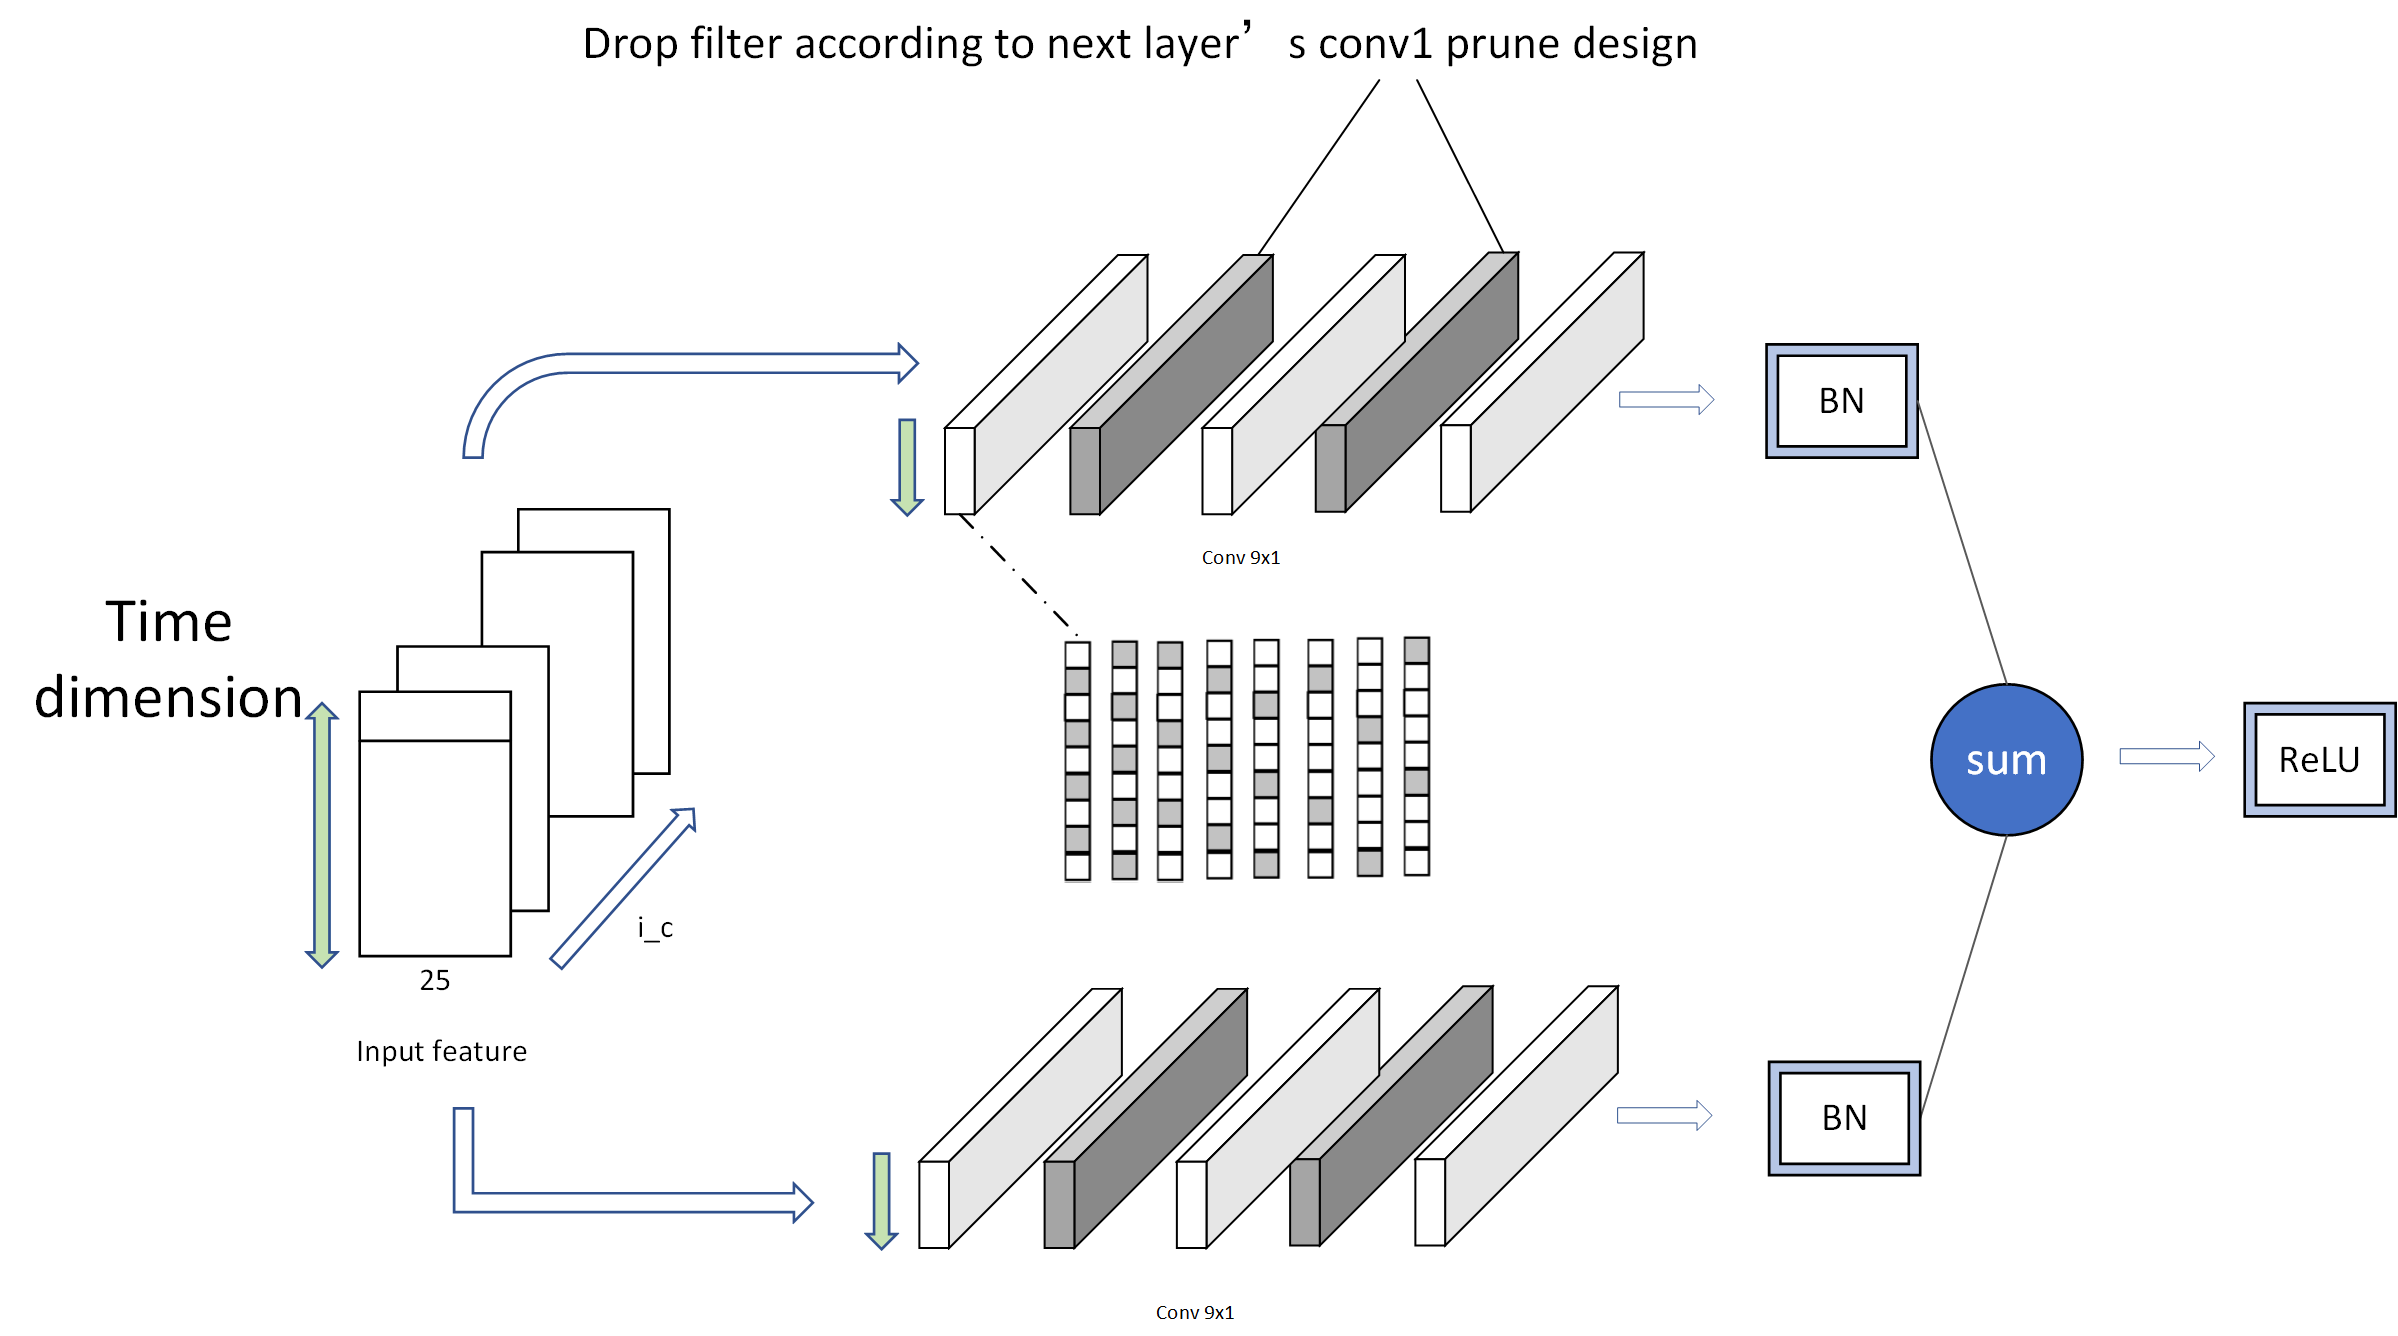 Drop filter according to next layer’s conv1 prune design
BN
Conv 9x1
Time
dimension
sum
ReLU
i_c
25
Input feature
BN
Conv 9x1